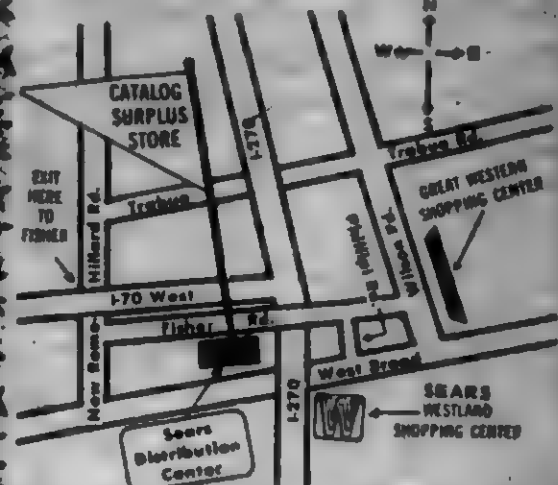 N
W
E
S
CATALOG
SURPLUS
STORE
I-270
Trabue Rd.
GREAT WESTERN
SHOPPING CENTER
EXIT
HERE
TO
FISHER
Hillard Rd.
Trabue
Wilson Rd.
I-70 West
Fisher Rd.
New Rome-
West Broad
I-270
SEARS
WESTLAND
SHOPPING CENTER
Sears
Distribution
Center